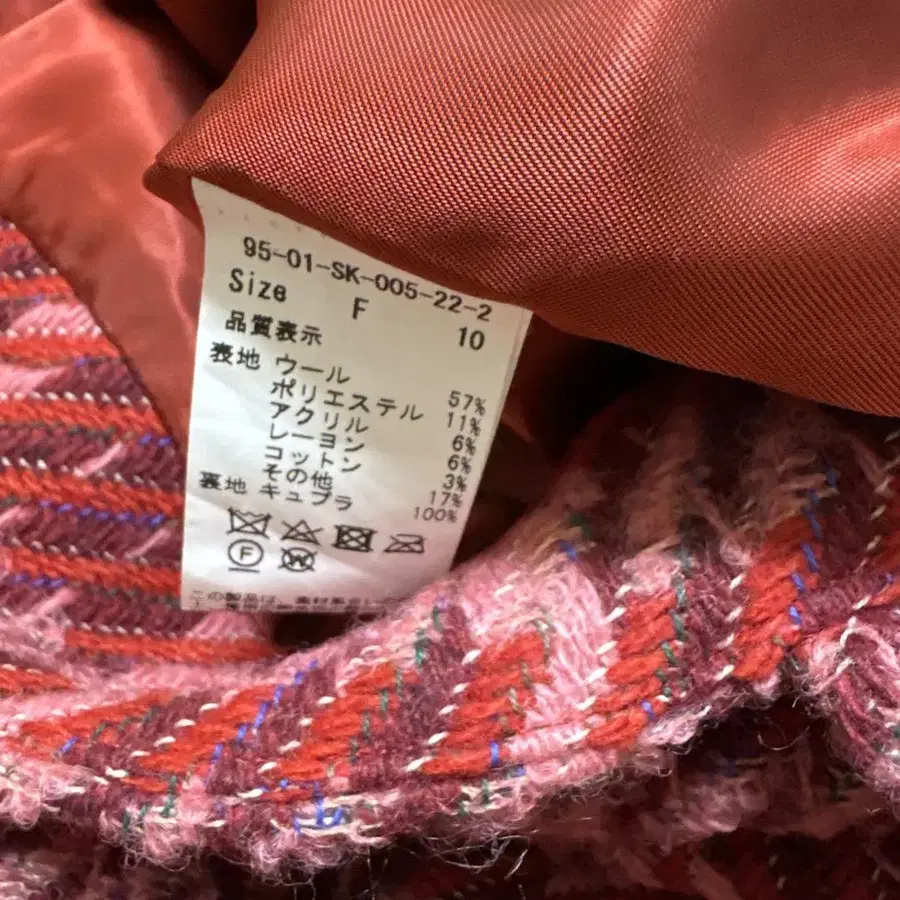 95-01-SK-005-22-2
Size F 10
品質表示
表地 ウール 57%
ポリエステル 11%
アクリル 6%
レーヨン 6%
コットン 3%
その他 17%
裏地 キュプラ 100%
F W